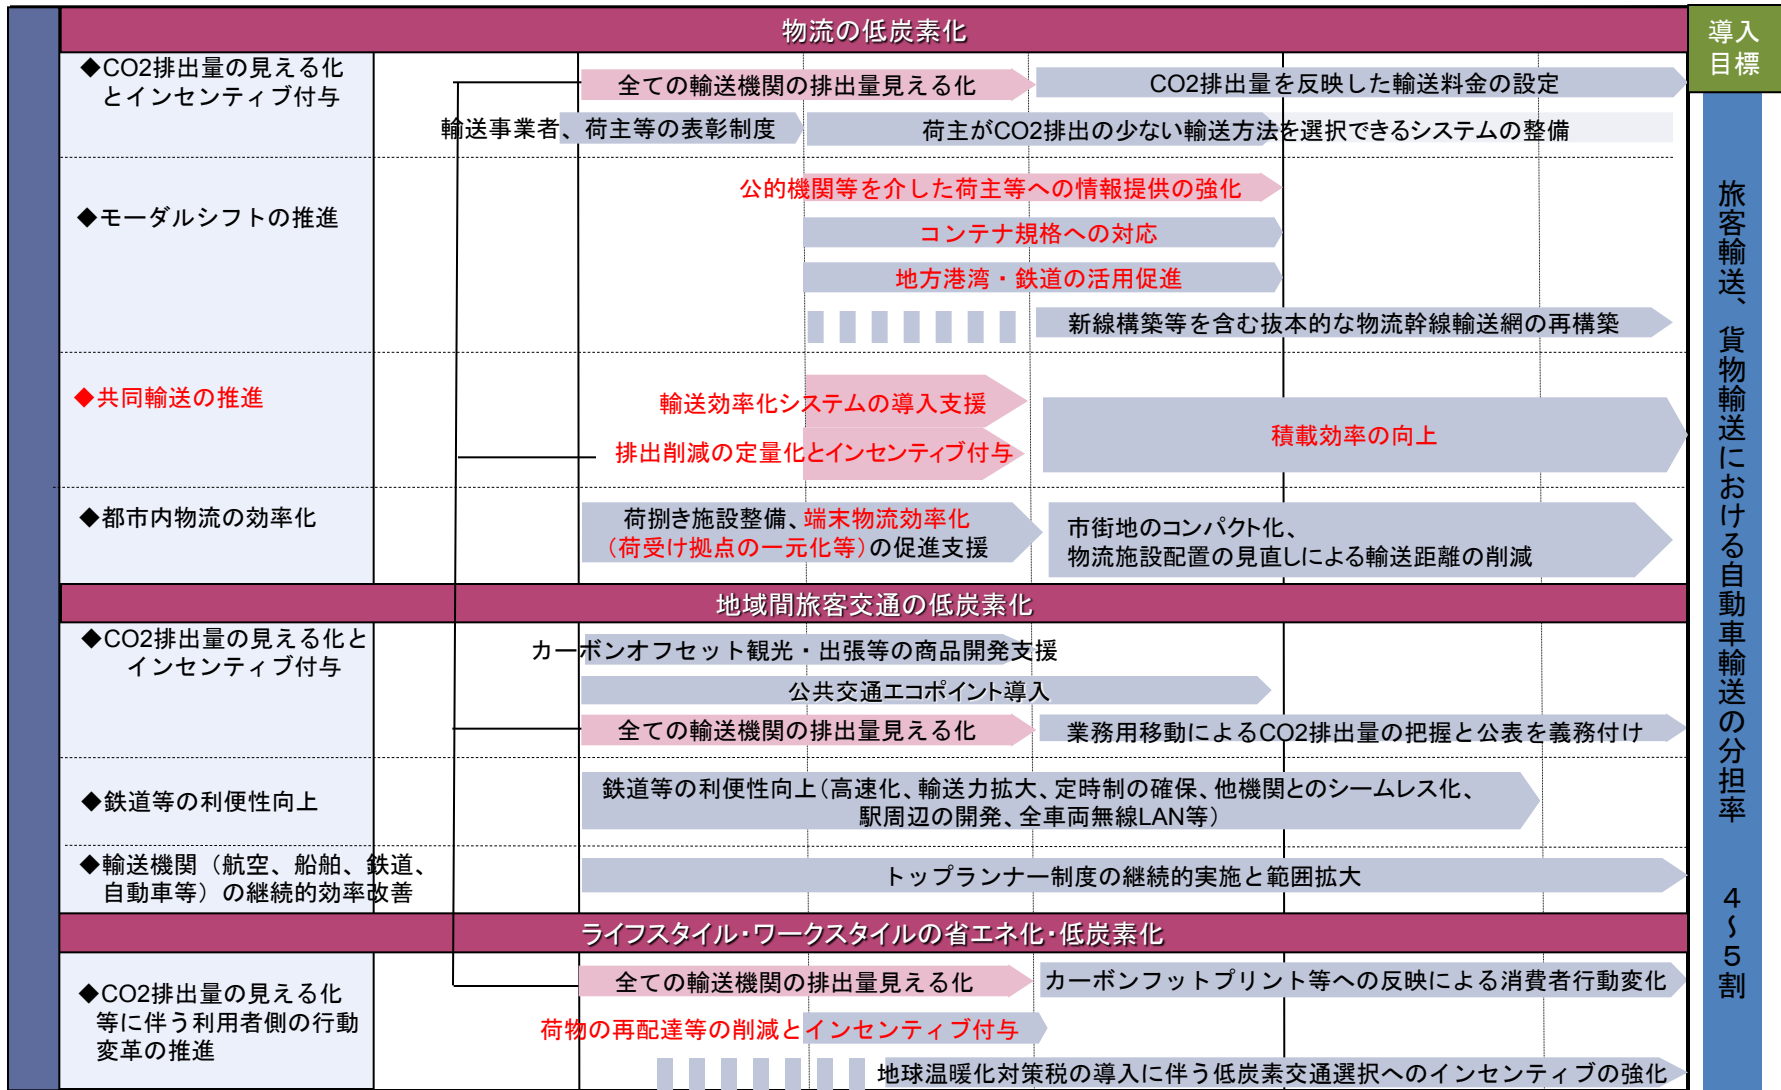 物流の低炭素化
導入
目標
◆CO2排出量の見える化
とインセンティブ付与
全ての輸送機関の排出量見える化
CO2排出量を反映した輸送料金の設定
輸送事業者、荷主等の表彰制度
荷主がCO2排出の少ない輸送方法を選択できるシステムの整備
◆モーダルシフトの推進
公的機関等を介した荷主等への情報提供の強化
コンテナ規格への対応
地方港湾・鉄道の活用促進
新線構築等を含む抜本的な物流幹線輸送網の再構築
◆共同輸送の推進
輸送効率化システムの導入支援
排出削減の定量化とインセンティブ付与
積載効率の向上
◆都市内物流の効率化
荷捌き施設整備、端末物流効率化
（荷受け拠点の一元化等）の促進支援
市街地のコンパクト化、
物流施設配置の見直しによる輸送距離の削減
地域間旅客交通の低炭素化
◆CO2排出量の見える化と
インセンティブ付与
カーボンオフセット観光・出張等の商品開発支援
公共交通エコポイント導入
全ての輸送機関の排出量見える化
業務用移動によるCO2排出量の把握と公表を義務付け
◆鉄道等の利便性向上
鉄道等の利便性向上（高速化、輸送力拡大、定時制の確保、他機関とのシームレス化、
駅周辺の開発、全車両無線LAN等）
◆輸送機関（航空、船舶、鉄道、
自動車等）の継続的効率改善
トップランナー制度の継続的実施と範囲拡大
ライフスタイル・ワークスタイルの省エネ化・低炭素化
◆CO2排出量の見える化
等に伴う利用者側の行動
変革の推進
全ての輸送機関の排出量見える化
カーボンフットプリント等への反映による消費者行動変化
荷物の再配達等の削減とインセンティブ付与
地球温暖化対策税の導入に伴う低炭素交通選択へのインセンティブの強化
旅客輸送、貨物輸送における自動車輸送の分担率　４～５割